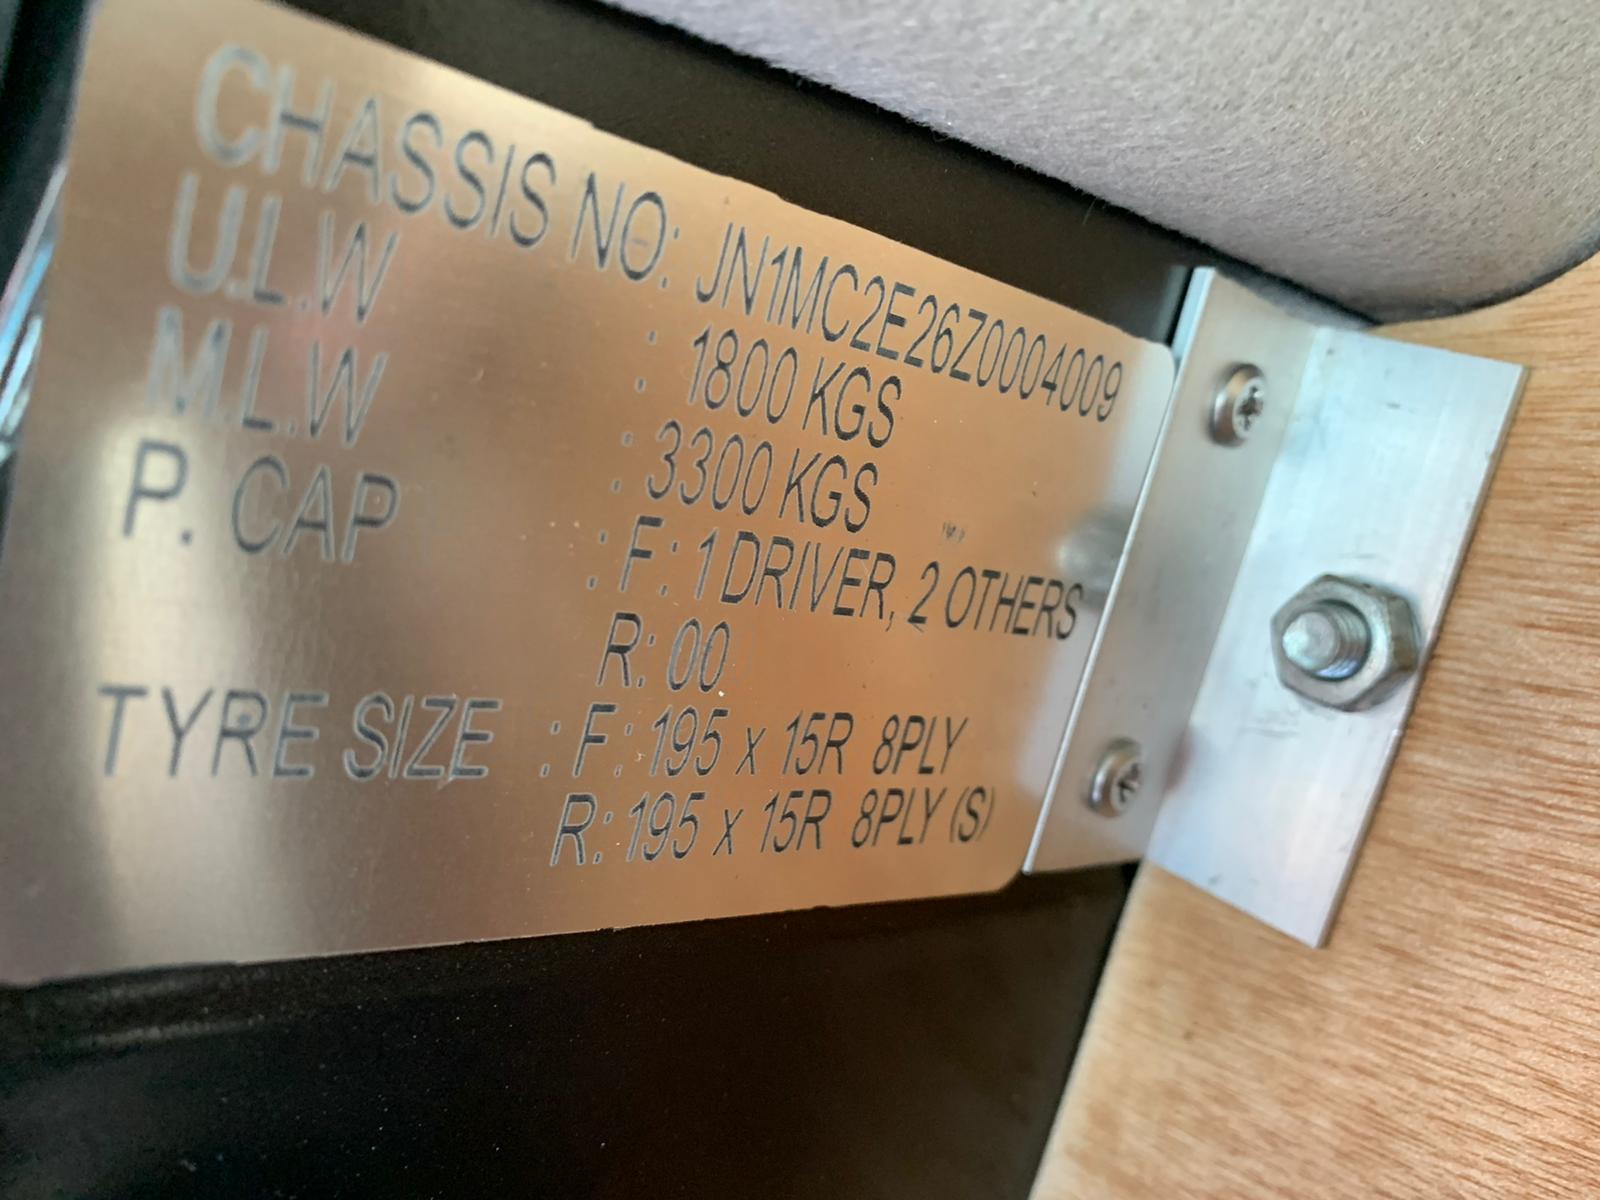 CHASSIS NO: JN1MC2E26Z0004009
U.L.W : 1800 KGS
M.L.W : 3300 KGS
P. CAP : F: 1 DRIVER, 2 OTHERS
R: 00
TYRE SIZE : F: 195 x 15R 8PLY
R: 195 x 15R 8PLY (S)